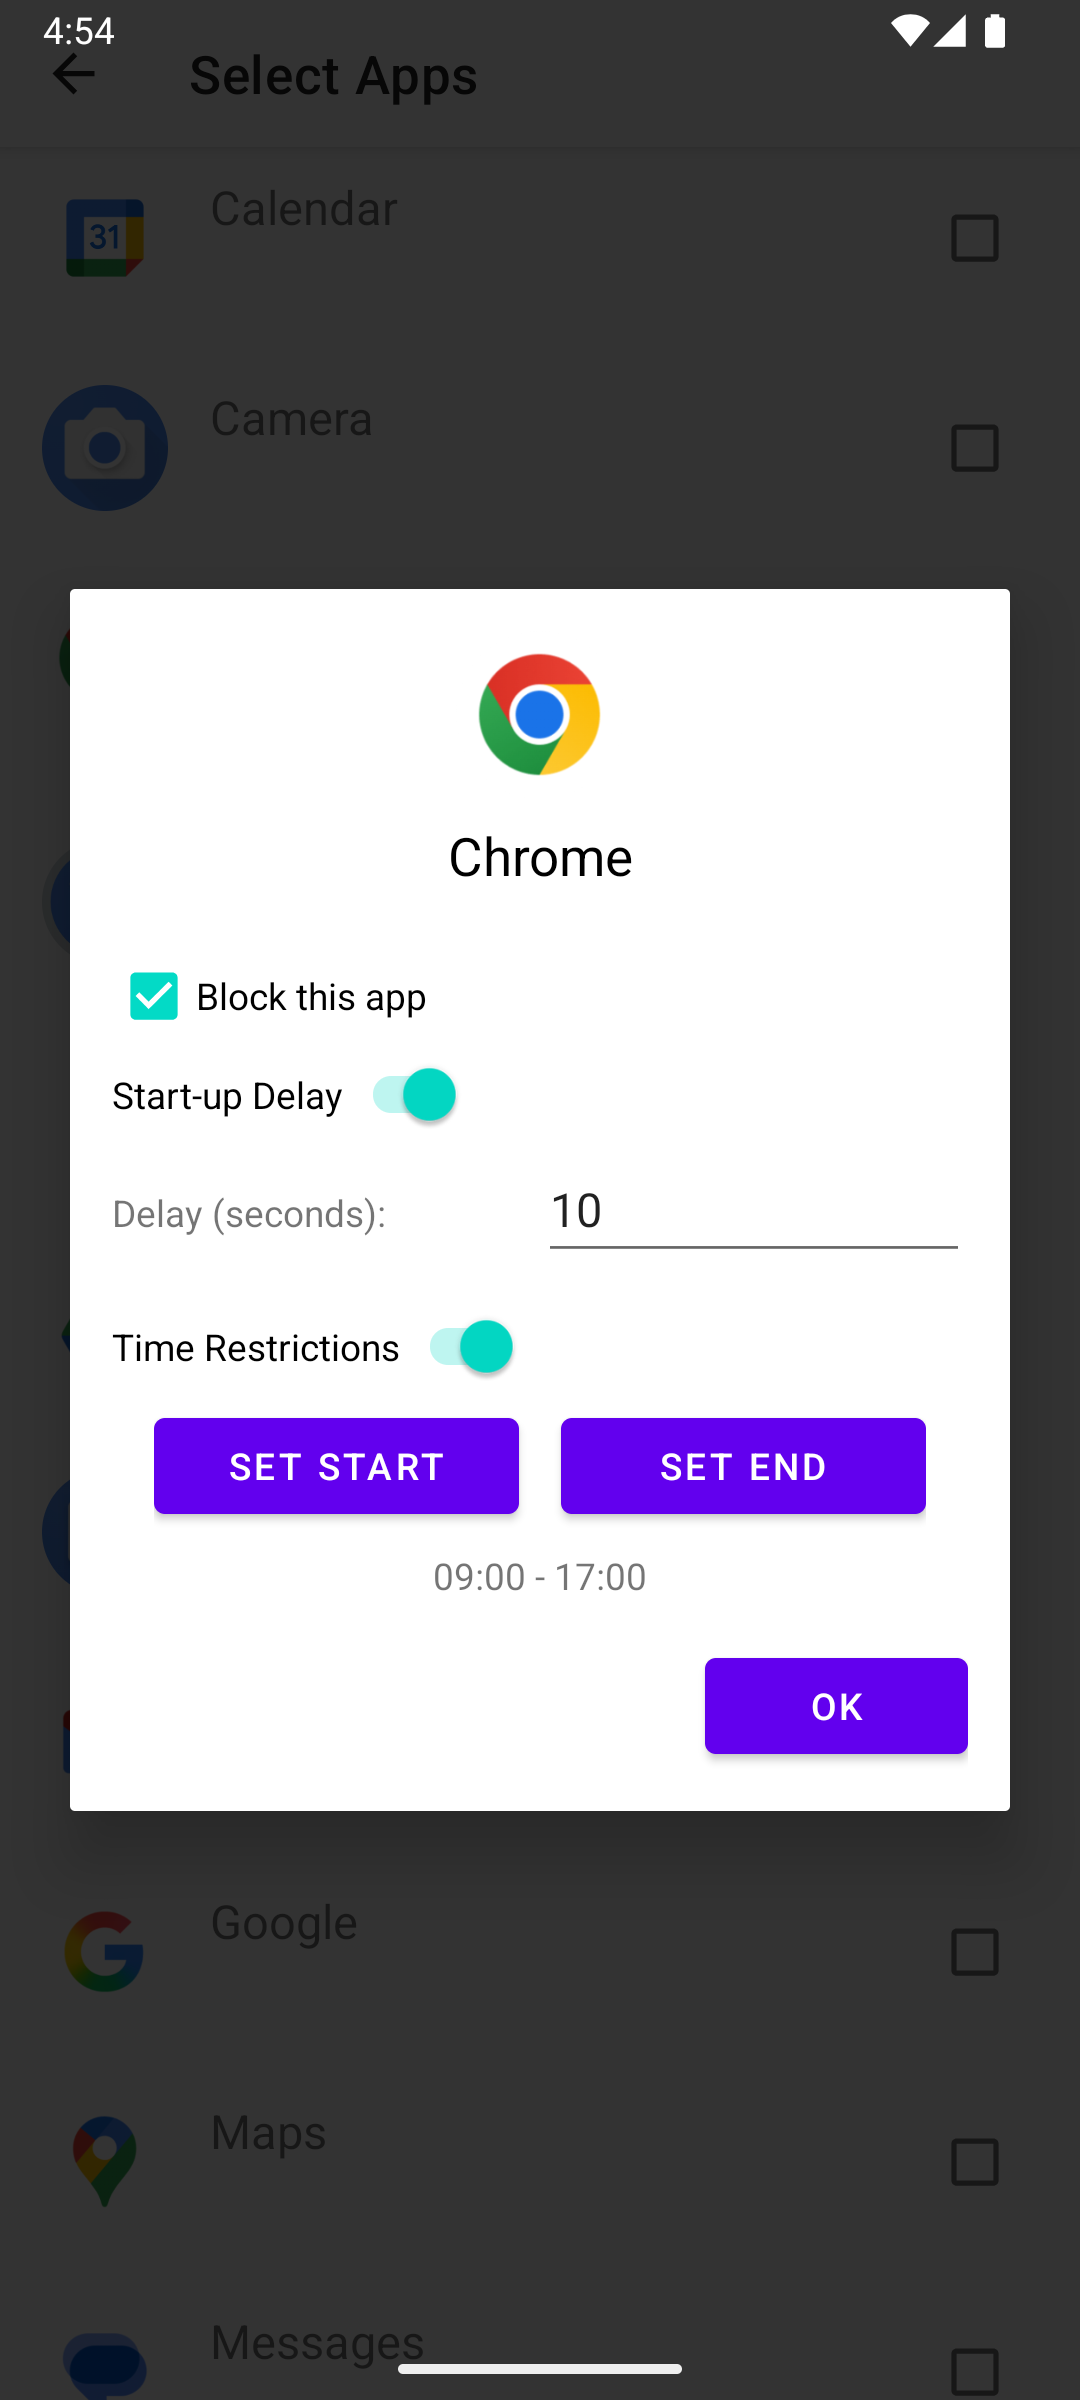 4:54
Select Apps
31
Calendar
Camera
Chrome
Block this app
Start-up Delay
Delay (seconds):
10
Time Restrictions
SET START
SET END
09:00 - 17:00
OK
Google
Maps
Messages